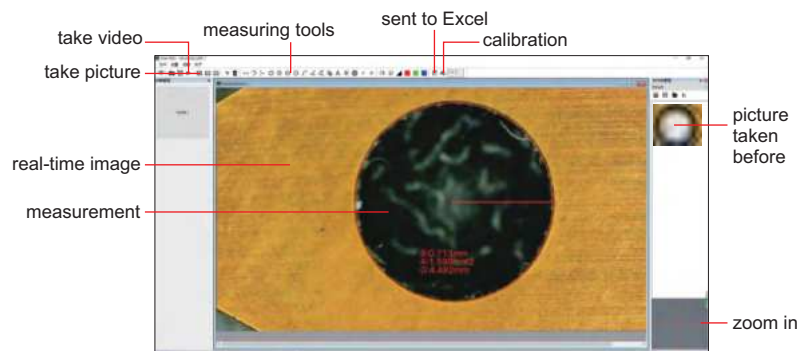 sent to Excel
take video
measuring tools
calibration
take picture
picture
taken
before
real-time image
measurement
zoom in